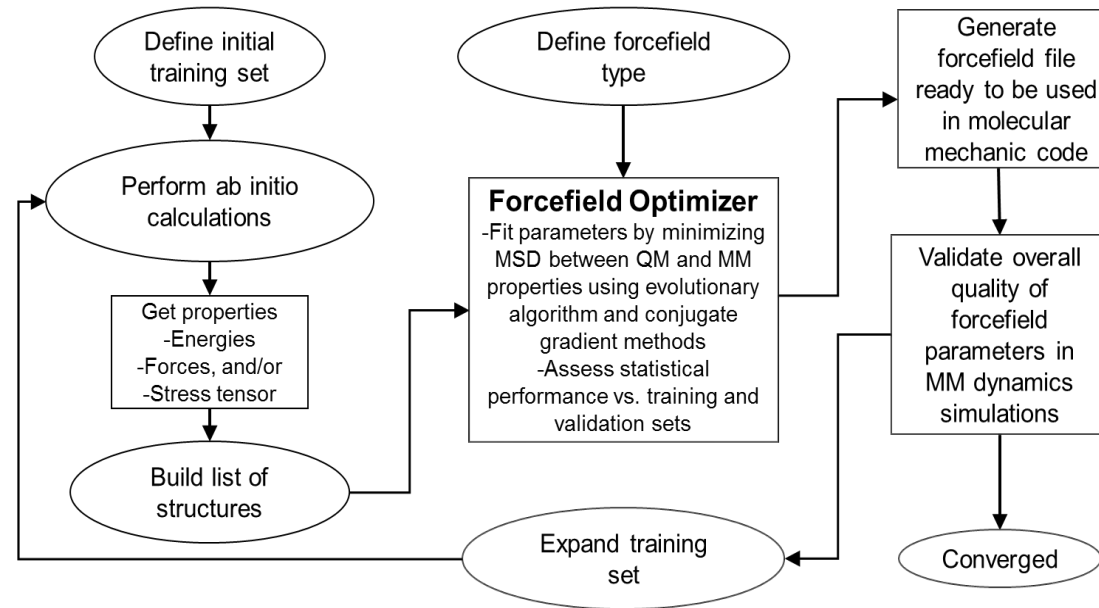 Define initial
training set
Perform ab initio
calculations
Get properties
-Energies
-Forces, and/or
-Stress tensor
Build list of
structures
Define forcefield
type
Forcefield Optimizer
-Fit parameters by minimizing
MSD between QM and MM
properties using evolutionary
algorithm and conjugate
gradient methods
-Assess statistical
performance vs. training and
validation sets
Expand training
set
Generate
forcefield file
ready to be used
in molecular
mechanic code
Validate overall
quality of
forcefield
parameters in
MM dynamics
simulations
Converged